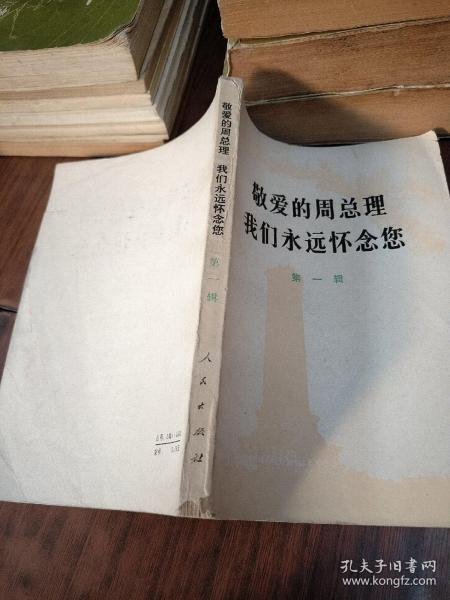 敬爱的周总理
我们永远怀念您
第一辑
敬爱的周总理 我们永远怀念您
第一辑
人民出版社
孔夫子旧书网
www.kongfz.com